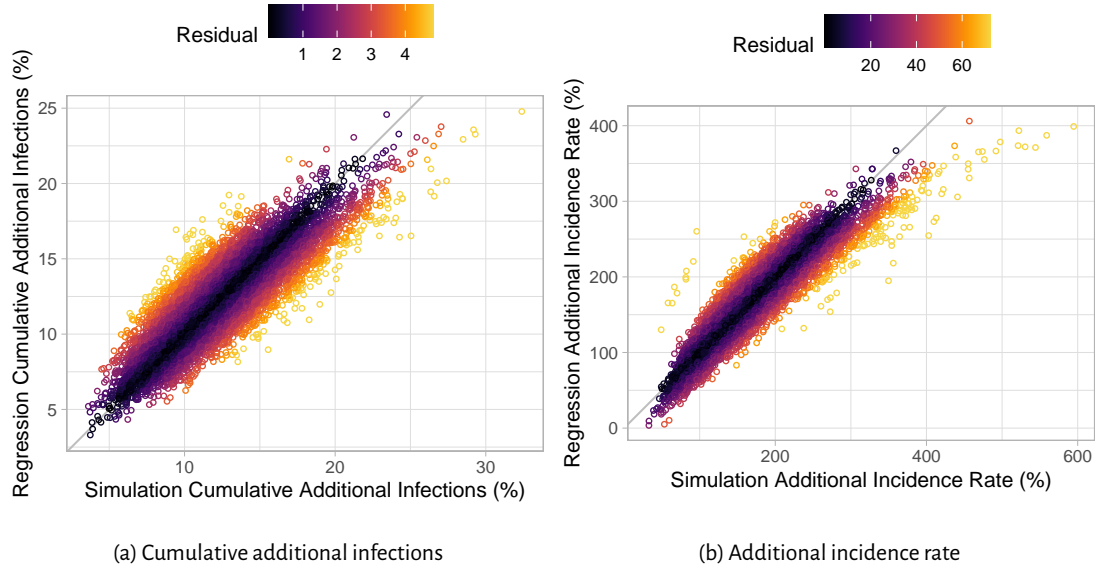 Residual
1 2 3 4
Regression Cumulative Additional Infections (%)
25
20
15
10
5
10 20 30
Simulation Cumulative Additional Infections (%)
(a) Cumulative additional infections
Residual
20 40 60
Regression Additional Incidence Rate (%)
400
300
200
100
0
200 400 600
Simulation Additional Incidence Rate (%)
(b) Additional incidence rate